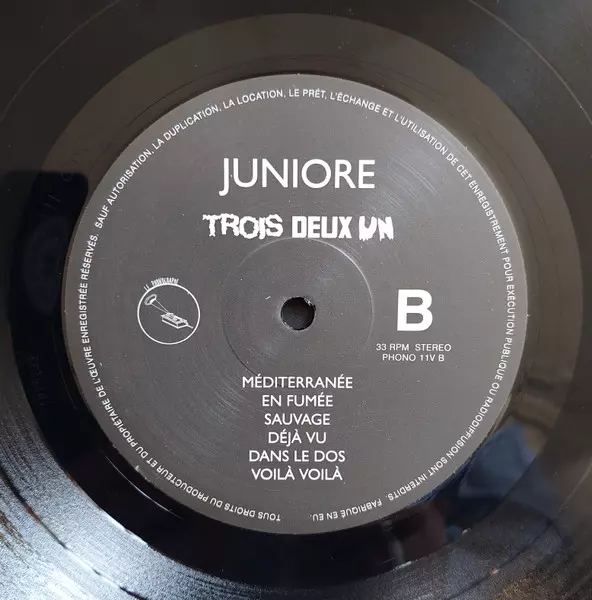 JUNIORE
TROIS DEUX UN
LE PHONOGRAPHE
B
33 RPM STEREO
PHONO 11V B
MÉDITERRANÉE
EN FUMÉE
SAUVAGE
DÉJÀ VU
DANS LE DOS
VOILÀ VOILÀ
TOUS DROITS DU PRODUCTEUR ET DU PROPRIÉTAIRE DE L'ŒUVRE ENREGISTRÉE RÉSERVÉS. SAUF AUTORISATION, LA DUPLICATION, LA LOCATION, LE PRÊT, L'ÉCHANGE ET L'UTILISATION DE CET ENREGISTREMENT POUR EXÉCUTION PUBLIQUE OU RADIODIFFUSION SONT INTERDITS. FABRIQUÉ EN EU.